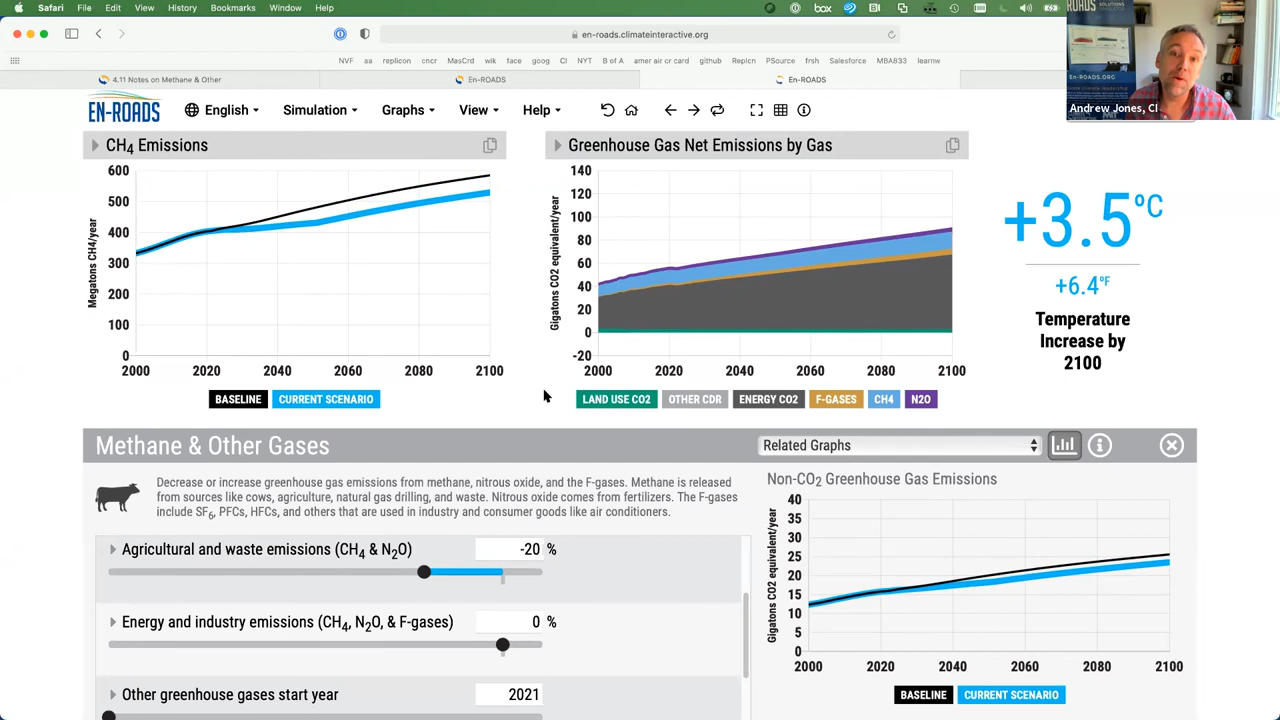 Safari File Edit View History Bookmarks Window Help
en-roads.climateinteractive.org
NVF aa replicon cncr MasCrd wik face goog CI NYT B of A amer air or card github Replcn PSource frsh Salesforce MBA833 learnw
4.11 Notes on Methane & Other
En-ROADS
En-ROADS
SOLUTIONS
EN-ROADS.ORG
Andrew Jones, CI
EN-ROADS
English Simulation Graphs View Help
CH4 Emissions
Megatons CH4/year
600
500
400
300
200
100
0
2000 2020 2040 2060 2080 2100
BASELINE CURRENT SCENARIO
Greenhouse Gas Net Emissions by Gas
Gigatons CO2 equivalent/year
140
120
100
80
60
40
20
0
-20
2000 2020 2040 2060 2080 2100
LAND USE CO2 OTHER CDR ENERGY CO2 F-GASES CH4 N2O
+3.5°C
+6.4°F
Temperature
Increase by
2100
Methane & Other Gases
Related Graphs
Decrease or increase greenhouse gas emissions from methane, nitrous oxide, and the F-gases. Methane is released
from sources like cows, agriculture, natural gas drilling, and waste. Nitrous oxide comes from fertilizers. The F-gases
include SF6, PFCs, HFCs, and others that are used in industry and consumer goods like air conditioners.
Agricultural and waste emissions (CH4 & N2O) -20 %
Energy and industry emissions (CH4, N2O, & F-gases) 0 %
Other greenhouse gases start year 2021
Non-CO2 Greenhouse Gas Emissions
Gigatons CO2 equivalent/year
40
35
30
25
20
15
10
5
0
2000 2020 2040 2060 2080 2100
BASELINE CURRENT SCENARIO